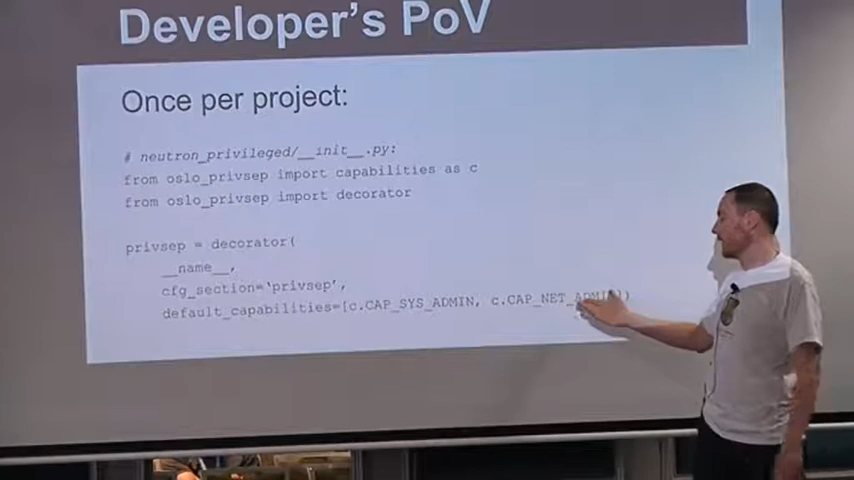 Developer's PoV
Once per project:
# neutron_privileged/__init__.py:
from oslo_privsep import capabilities as c
from oslo_privsep import decorator
privsep = decorator(
__name__,
cfg_section='privsep',
default_capabilities=[c.CAP_SYS_ADMIN, c.CAP_NET_ADMIN])